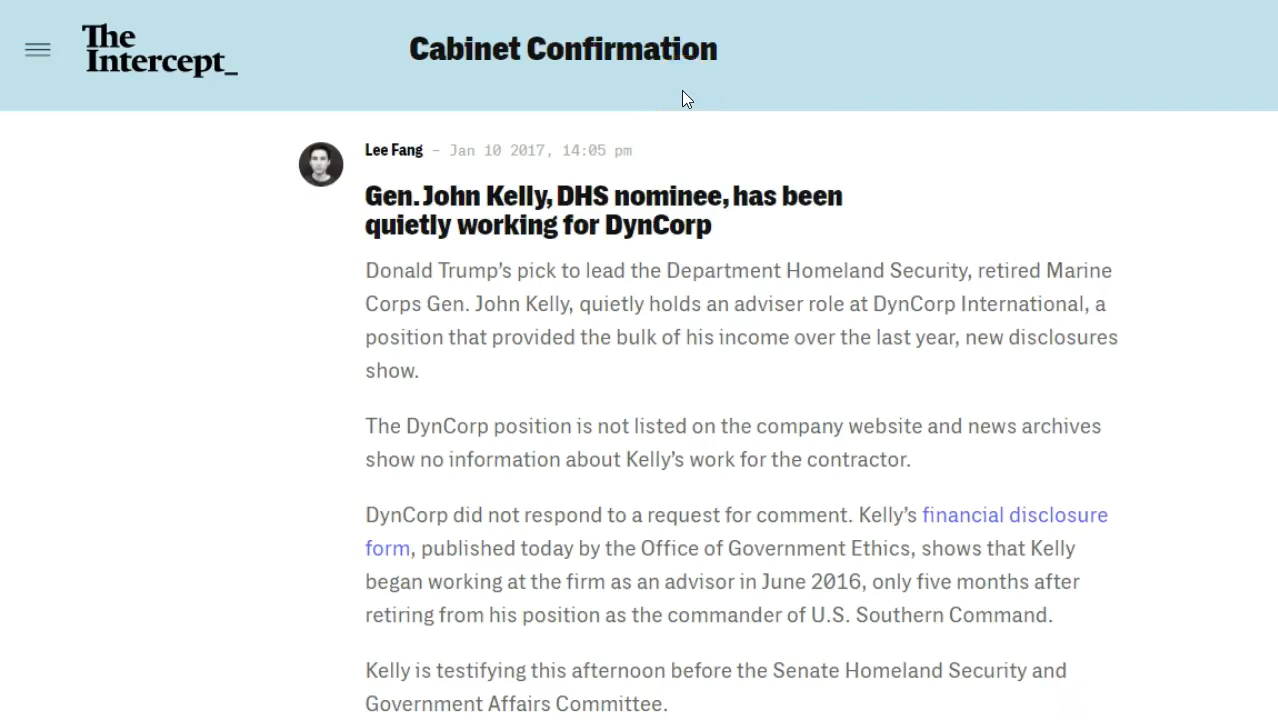 The
Intercept_
Cabinet Confirmation
Lee Fang – Jan 10 2017, 14:05 pm
Gen. John Kelly, DHS nominee, has been
quietly working for DynCorp
Donald Trump’s pick to lead the Department Homeland Security, retired Marine
Corps Gen. John Kelly, quietly holds an adviser role at DynCorp International, a
position that provided the bulk of his income over the last year, new disclosures
show.
The DynCorp position is not listed on the company website and news archives
show no information about Kelly’s work for the contractor.
DynCorp did not respond to a request for comment. Kelly’s financial disclosure
form, published today by the Office of Government Ethics, shows that Kelly
began working at the firm as an advisor in June 2016, only five months after
retiring from his position as the commander of U.S. Southern Command.
Kelly is testifying this afternoon before the Senate Homeland Security and
Government Affairs Committee.